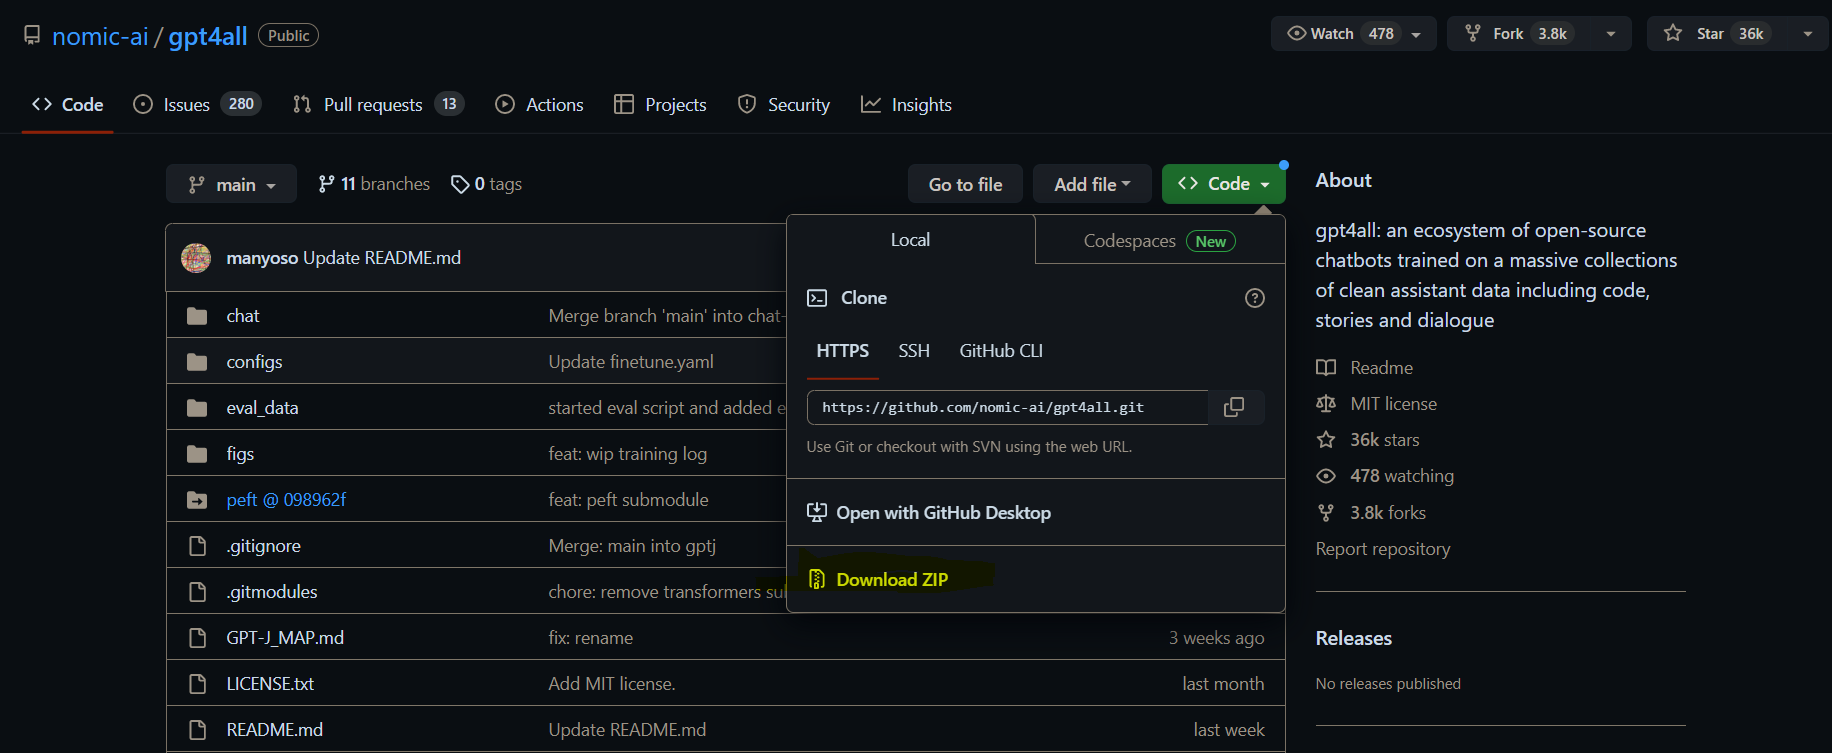 nomic-ai / gpt4all Public
Watch 478 Fork 3.8k Star 36k
Code Issues 280 Pull requests 13 Actions Projects Security Insights
main 11 branches 0 tags Go to file Add file Code
manyoso Update README.md
chat Merge branch 'main' into chat-
configs Update finetune.yaml
eval_data started eval script and added e
figs feat: wip training log
peft @ 098962f feat: peft submodule
.gitignore Merge: main into gptj
.gitmodules chore: remove transformers sul
GPT-J_MAP.md fix: rename 3 weeks ago
LICENSE.txt Add MIT license. last month
README.md Update README.md last week
Local Codespaces New
Clone
HTTPS SSH GitHub CLI
https://github.com/nomic-ai/gpt4all.git
Use Git or checkout with SVN using the web URL.
Open with GitHub Desktop
Download ZIP
About
gpt4all: an ecosystem of open-source
chatbots trained on a massive collections
of clean assistant data including code,
stories and dialogue
Readme
MIT license
36k stars
478 watching
3.8k forks
Report repository
Releases
No releases published